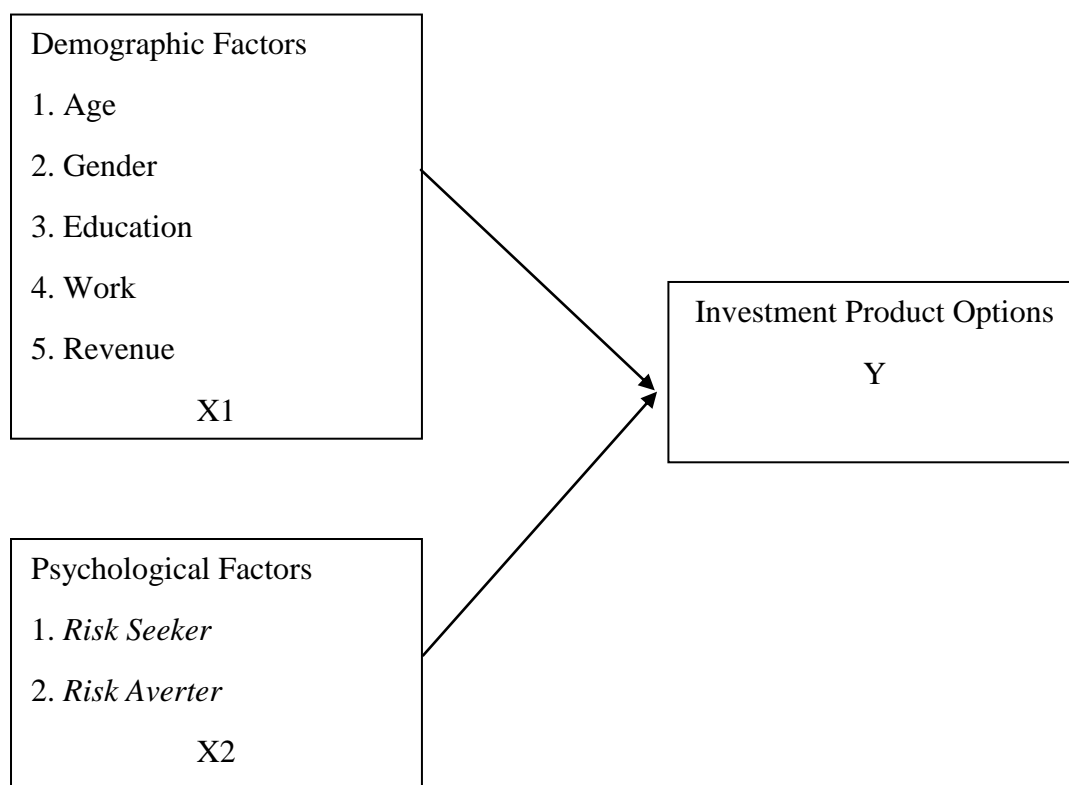 Demographic Factors
1. Age
2. Gender
3. Education
4. Work
5. Revenue
X1
Investment Product Options
Y
Psychological Factors
1. Risk Seeker
2. Risk Averter
X2